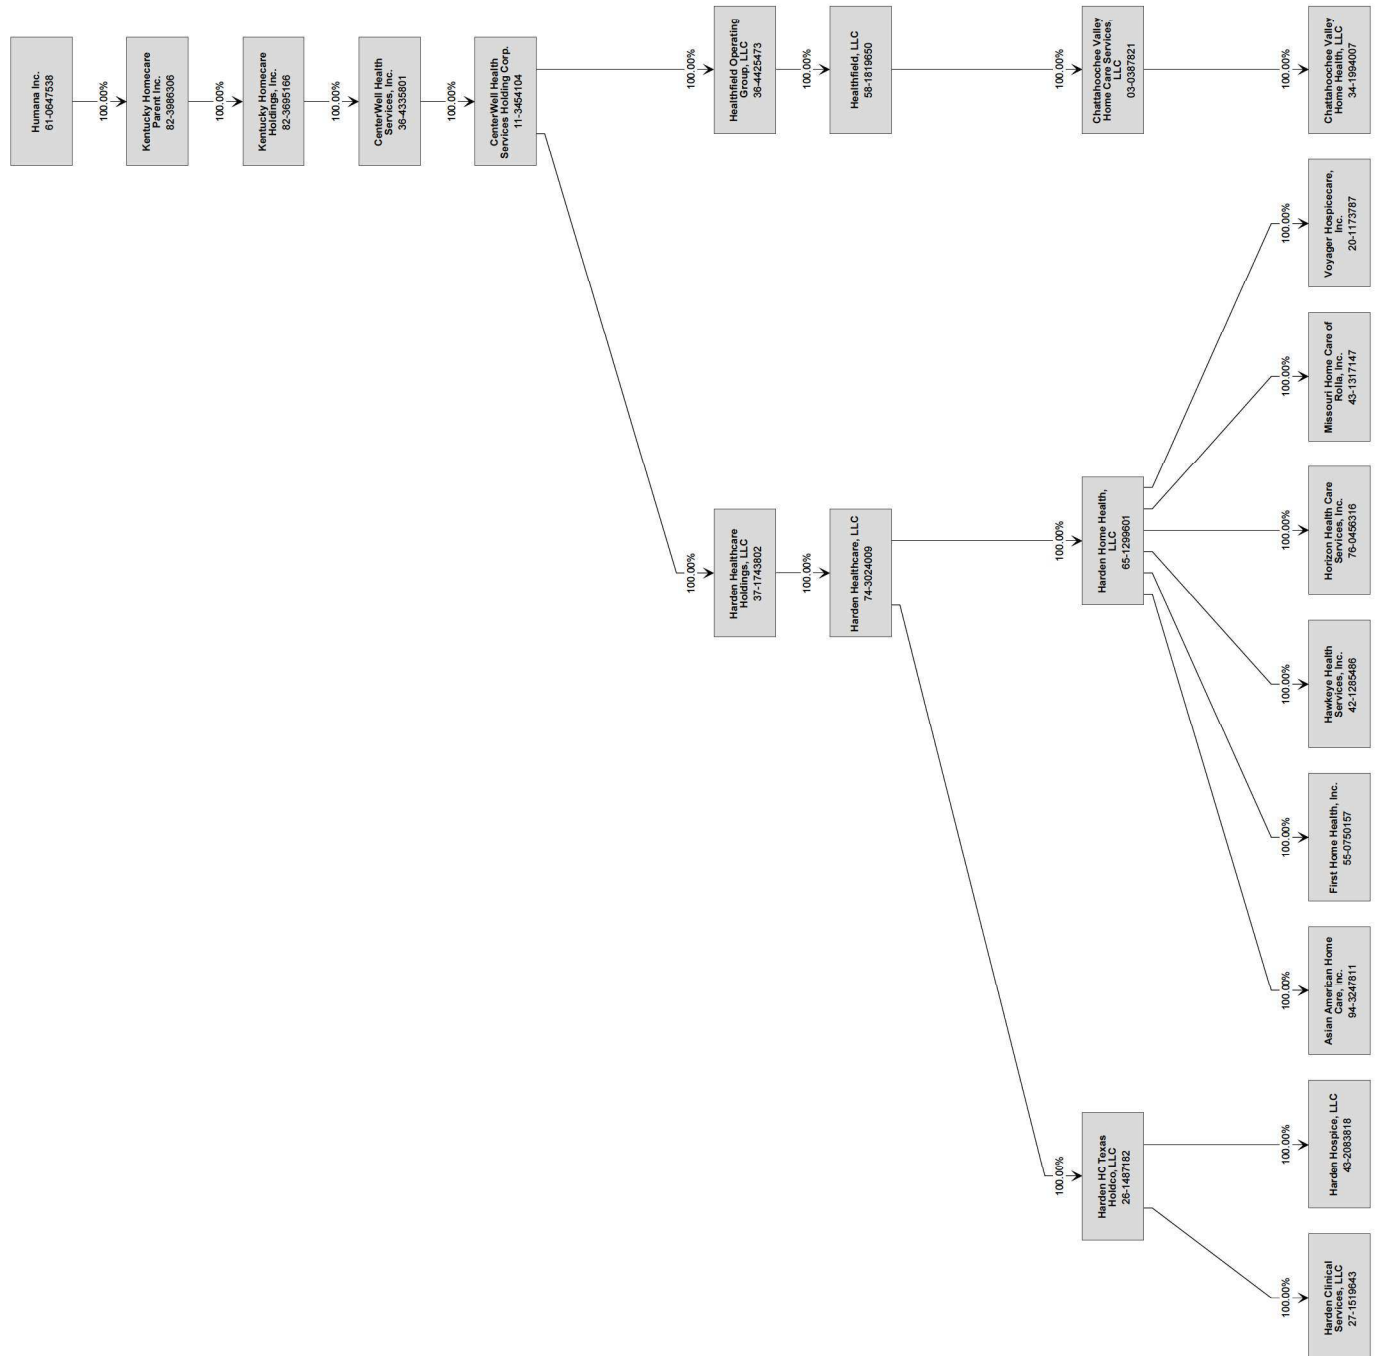 Humana Inc.
61-0647538
100.00%
Kentucky Homecare
Parent Inc.
82-3986306
100.00%
Kentucky Homecare
Holdings, Inc.
82-3695166
100.00%
CenterWell Health
Services, Inc.
36-4335801
100.00%
CenterWell Health
Services Holding Corp.
11-3454104
100.00%
Harden Healthcare
Holdings, LLC
37-1743802
100.00%
Healthfield Operating
Group, LLC
36-4425473
100.00%
Harden Healthcare, LLC
74-3024009
100.00%
Healthfield, LLC
58-1819650
100.00%
Harden HC Texas
Holdco, LLC
26-1487182
100.00%
Harden Home Health,
LLC
65-1299601
100.00%
Chattahoochee Valley
Home Care Services,
LLC
03-0387821
100.00%
Harden Clinical
Services, LLC
27-1519643
100.00%
Harden Hospice, LLC
43-2083818
100.00%
Asian American Home
Care, Inc.
94-3247811
100.00%
First Home Health, Inc.
55-0750157
100.00%
Hawkeye Health
Services, Inc.
42-1285486
100.00%
Horizon Health Care
Services, Inc.
76-0456316
100.00%
Missouri Home Care of
Rolla, Inc.
43-1317147
100.00%
Voyager Hospicecare,
Inc.
20-1173787
100.00%
Chattahoochee Valley
Home Health, LLC
34-1994007